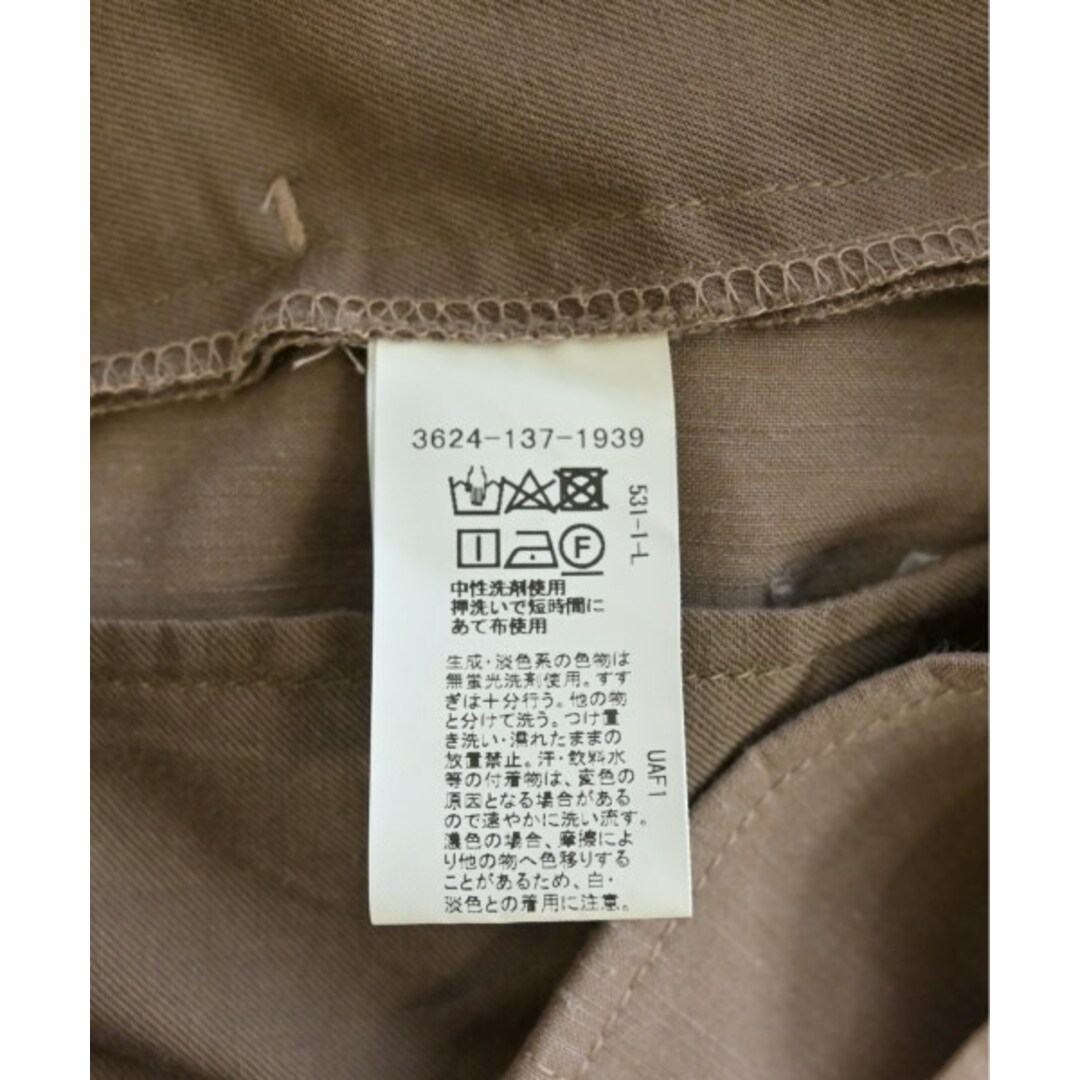 3624-137-1939
531-1-L
F
中性洗剤使用
押洗いで短時間に
あて布使用
生成・淡色系の色物は
無蛍光洗剤使用。すす
ぎは十分行う。他の物
と分けて洗う。つけ置
き洗い・濡れたままの
放置禁止。汗・飲料水
等の付着物は、変色の
原因となる場合がある
ので速やかに洗い流す。
濃色の場合、摩擦によ
り他の物へ色移りする
ことがあるため、白・
淡色との着用に注意。
UAF1